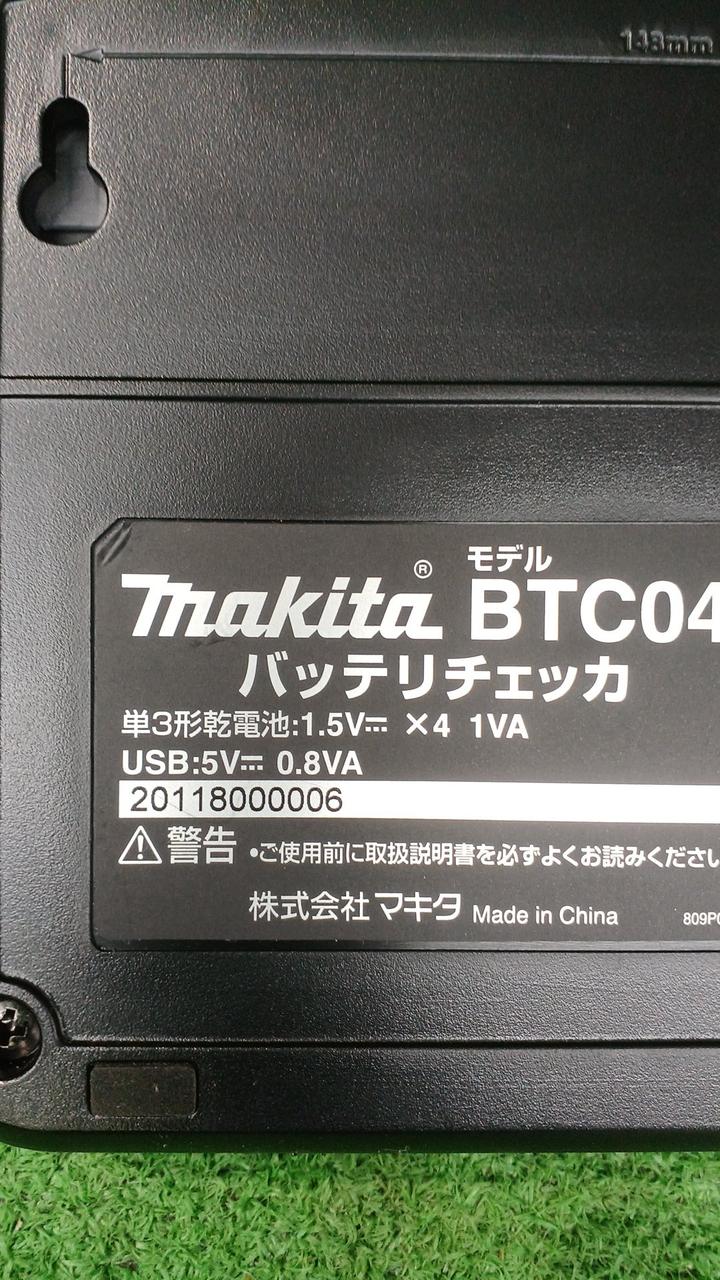 148mm
makita® モデル BTC04
バッテリチェッカ
単3形乾電池:1.5V⎓ ×4 1VA
USB:5V⎓ 0.8VA
20118000006
⚠警告 •ご使用前に取扱説明書を必ずよくお読みください
株式会社マキタ Made in China 809P